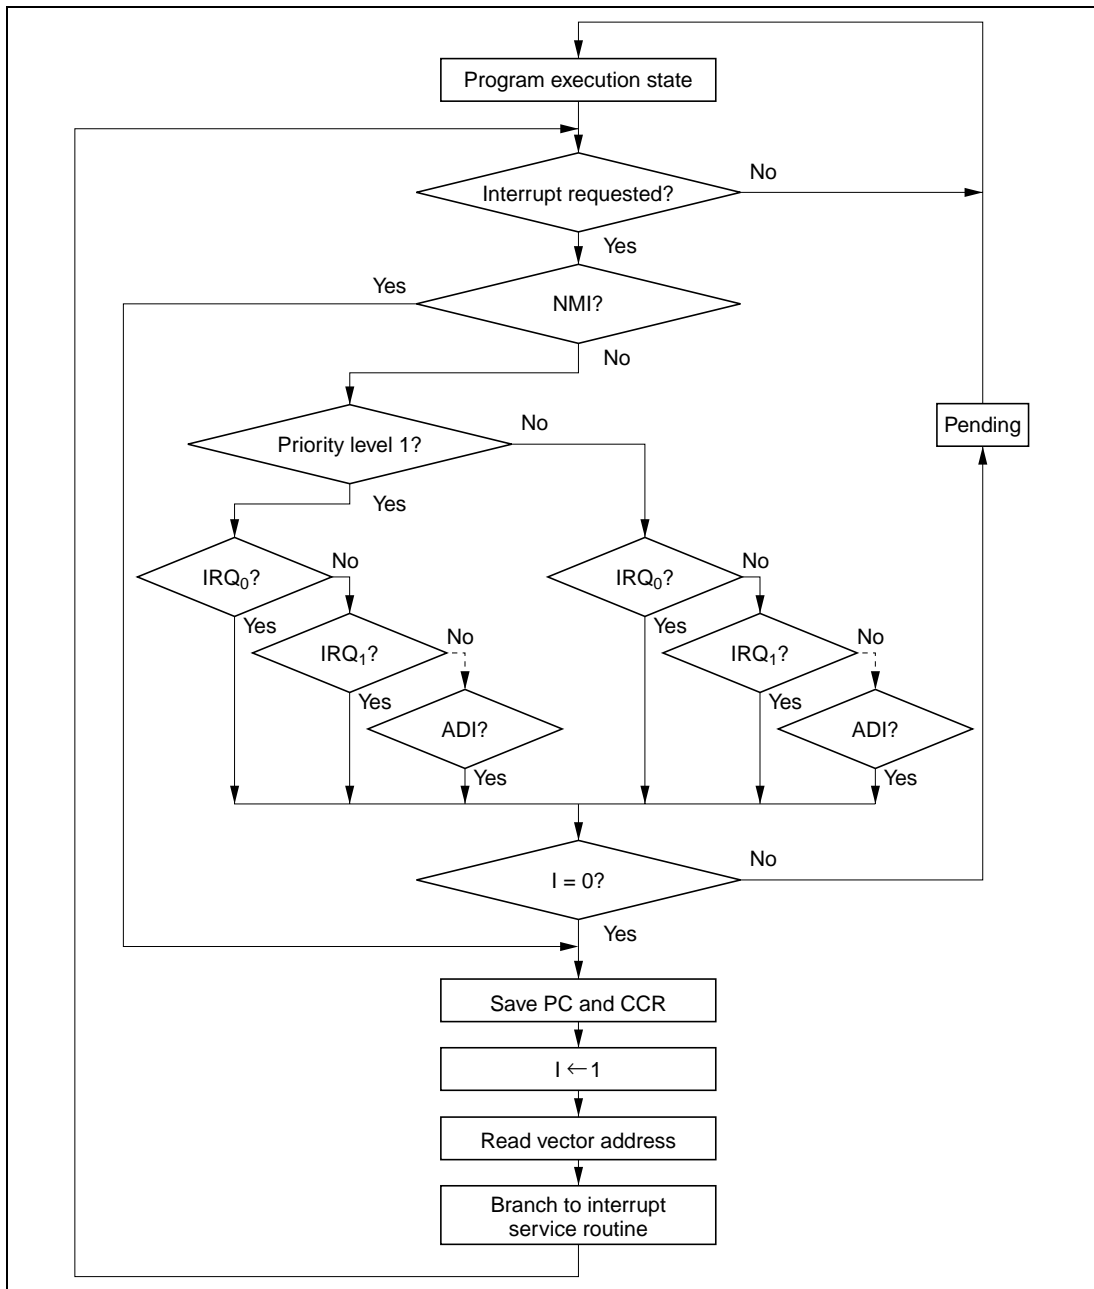 Program execution state
Interrupt requested?
No
Yes
Yes
NMI?
No
Pending
Priority level 1?
No
Yes
IRQ0?
No
IRQ0?
No
Yes
IRQ1?
No
Yes
IRQ1?
No
Yes
ADI?
Yes
ADI?
Yes
Yes
I = 0?
No
Yes
Save PC and CCR
I ←1
Read vector address
Branch to interrupt
service routine